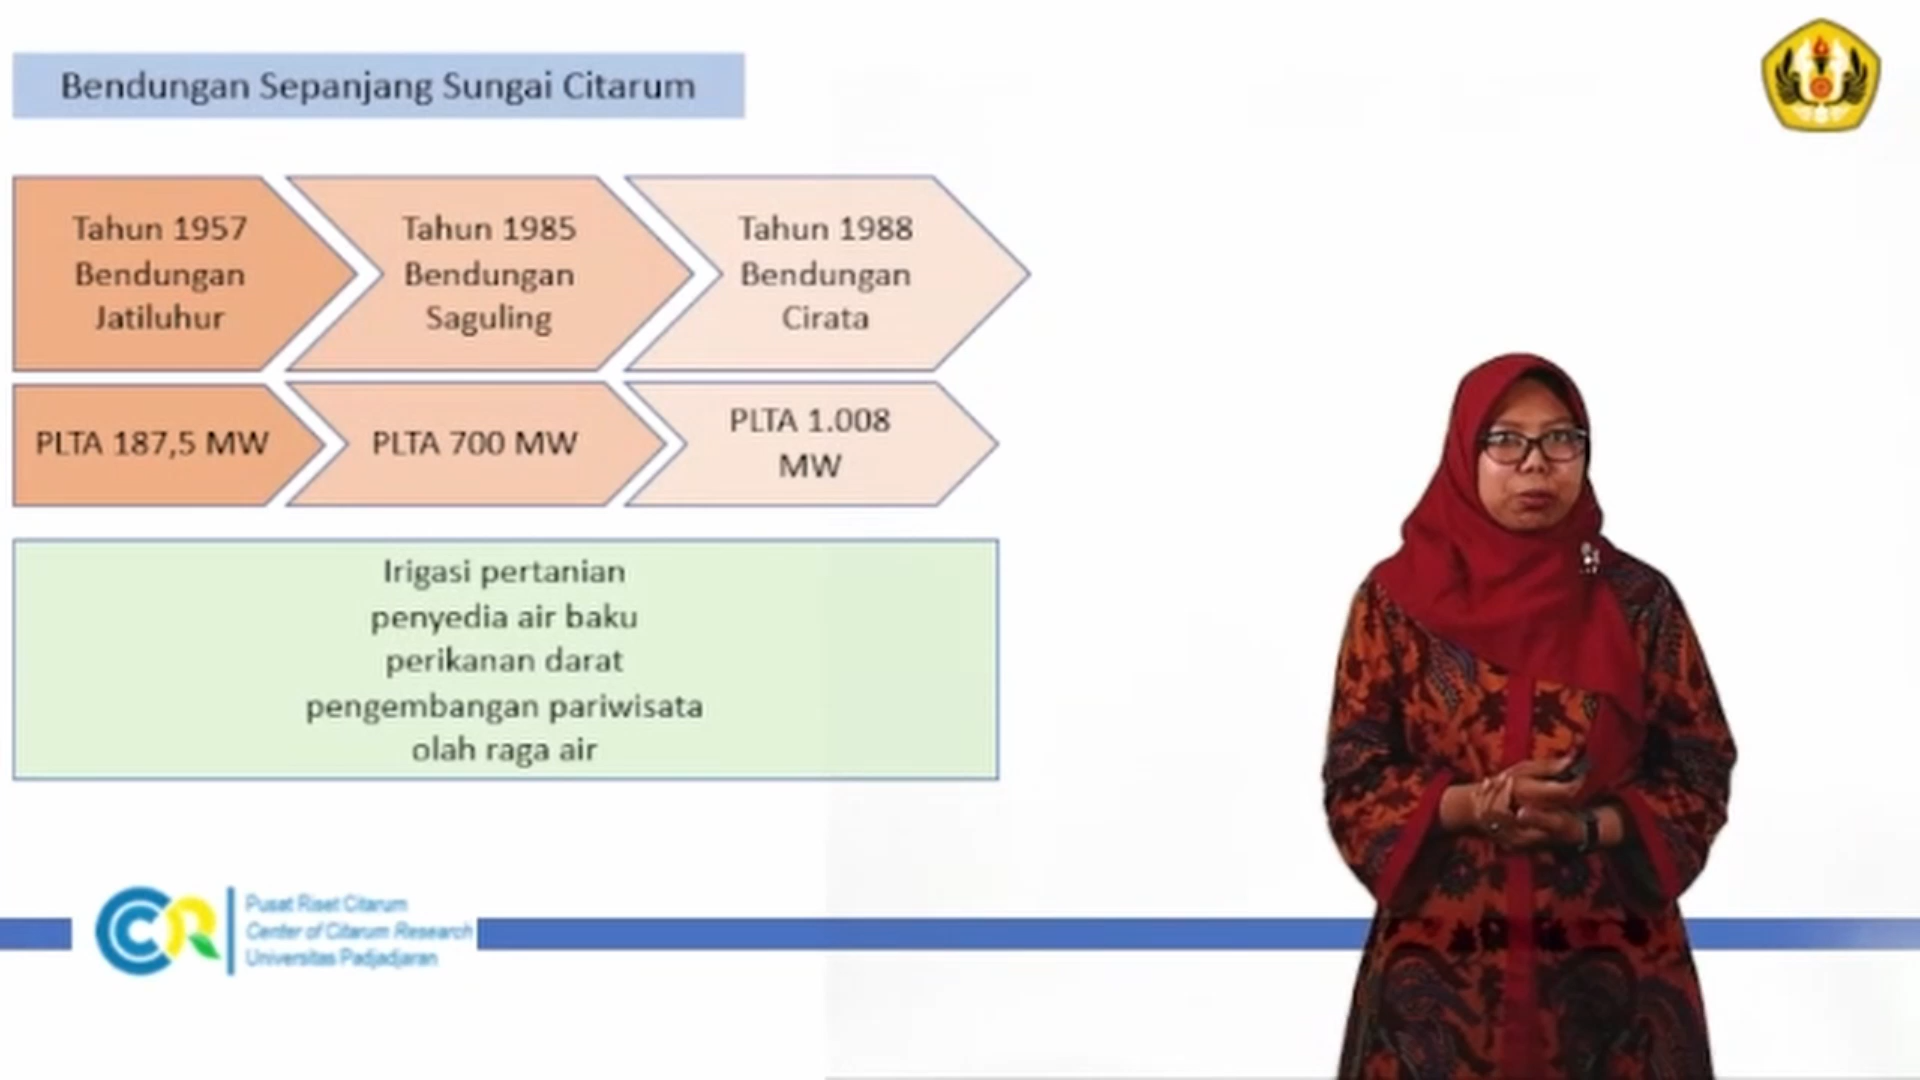 Bendungan Sepanjang Sungai Citarum
Tahun 1957
Bendungan
Jatiluhur
Tahun 1985
Bendungan
Saguling
Tahun 1988
Bendungan
Cirata
PLTA 187,5 MW
PLTA 700 MW
PLTA 1.008
MW
Irigasi pertanian
penyedia air baku
perikanan darat
pengembangan pariwisata
olah raga air
Pusat Riset Citarum
Center of Citarum Research
Universitas Padjadjaran